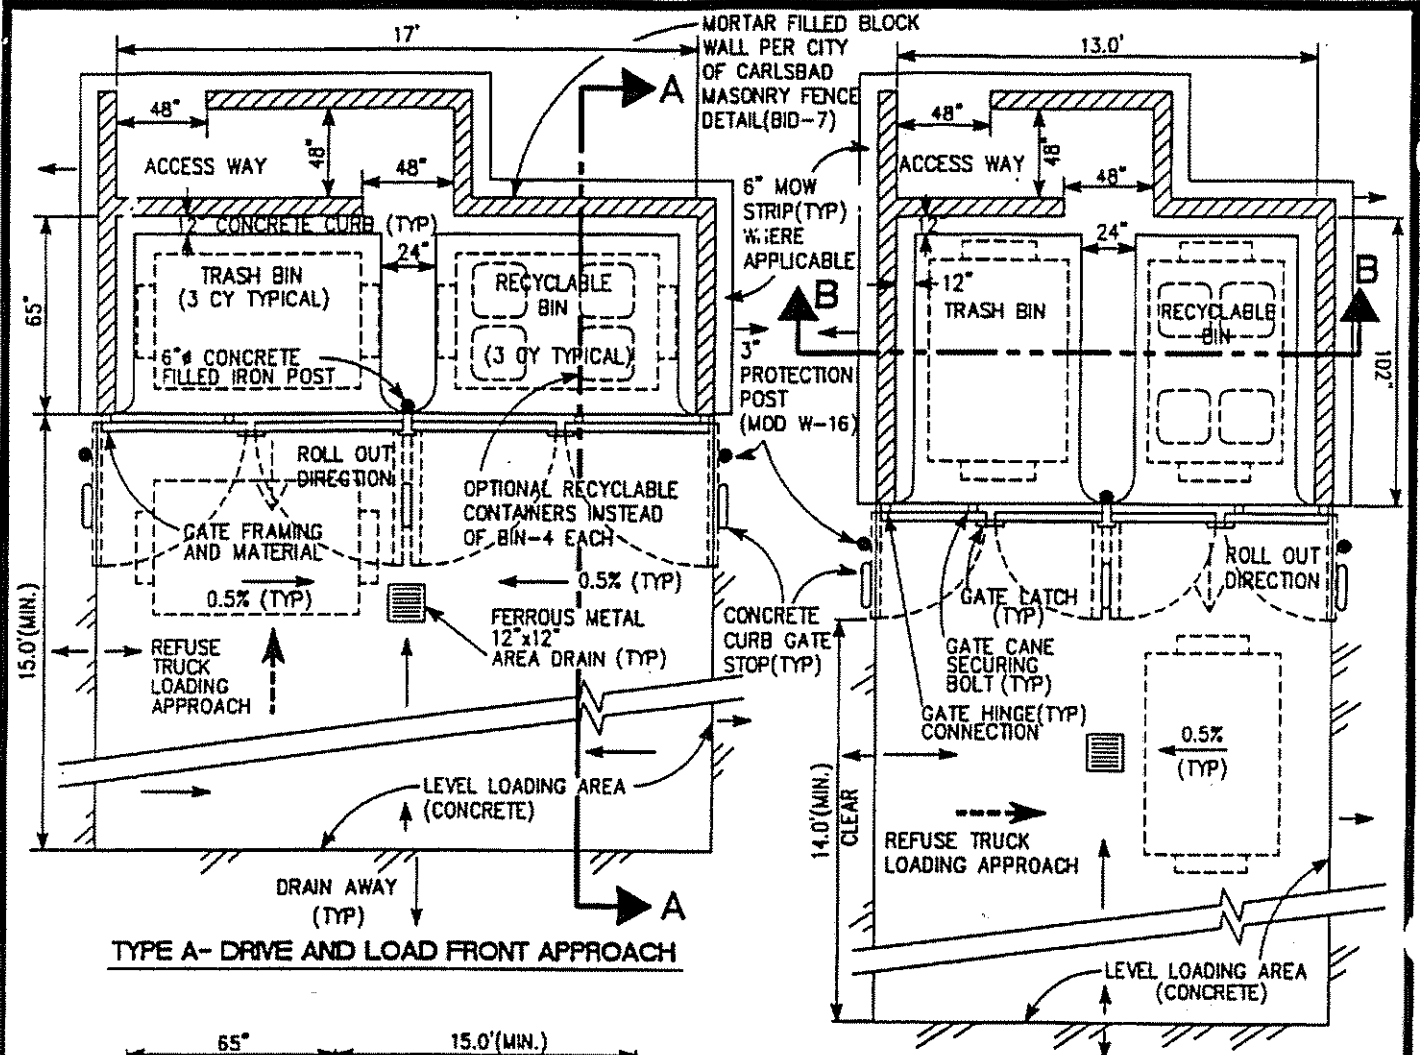 17'
MORTAR FILLED BLOCK
WALL PER CITY
OF CARLSBAD
MASONRY FENCE
DETAIL(BID-7)
A
48"
48"
ACCESS WAY
48"
12" CONCRETE CURB (TYP)
24"
TRASH BIN
(3 CY TYPICAL)
RECYCLABLE
BIN
(3 CY TYPICAL)
65"
6"ø CONCRETE
FILLED IRON POST
6" MOW
STRIP(TYP)
WHERE
APPLICABLE
3"
PROTECTION
POST
(MOD W-16)
ROLL OUT
DIRECTION
OPTIONAL RECYCLABLE
CONTAINERS INSTEAD
OF BIN-4 EACH
GATE FRAMING
AND MATERIAL
0.5% (TYP)
0.5% (TYP)
FERROUS METAL
12"x12"
AREA DRAIN (TYP)
CONCRETE
CURB GATE
STOP(TYP)
15.0'(MIN.)
REFUSE
TRUCK
LOADING
APPROACH
LEVEL LOADING AREA
(CONCRETE)
DRAIN AWAY
(TYP)
A
TYPE A- DRIVE AND LOAD FRONT APPROACH
65"
15.0'(MIN.)
13.0'
48"
48"
ACCESS WAY
48"
12"
24"
12"
B
B
TRASH BIN
RECYCLABLE
BIN
102"
ROLL OUT
DIRECTION
GATE LATCH
(TYP)
GATE CANE
SECURING
BOLT (TYP)
GATE HINGE(TYP)
CONNECTION
0.5%
(TYP)
14.0'(MIN.)
CLEAR
REFUSE TRUCK
LOADING APPROACH
LEVEL LOADING AREA
(CONCRETE)